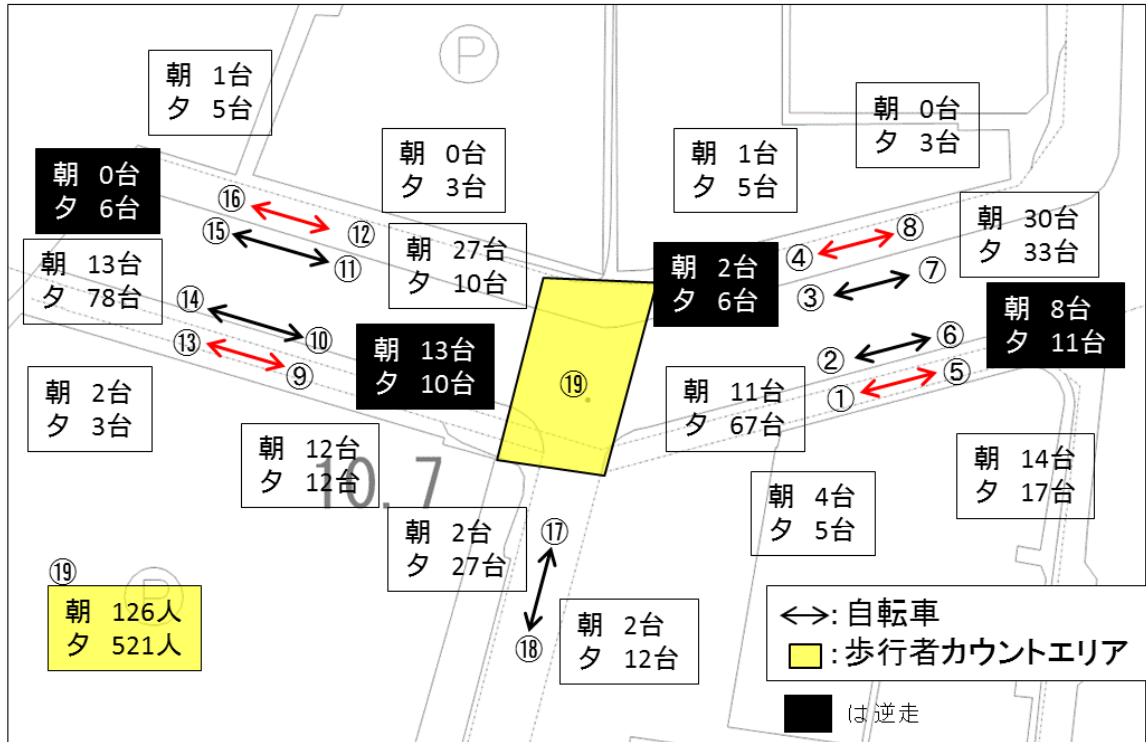 Ⓟ
朝 1台
夕 5台
朝 0台
夕 3台
朝 0台
夕 3台
朝 1台
夕 5台
朝 0台
夕 6台
⑯
⑮
⑫
⑪
朝 27台
夕 10台
朝 30台
夕 33台
④
⑧
③
⑦
朝 2台
夕 6台
朝 13台
夕 78台
⑭
⑩
⑬
⑨
朝 13台
夕 10台
⑲
②
⑥
①
⑤
朝 8台
夕 11台
朝 2台
夕 3台
朝 11台
夕 67台
朝 12台
夕 12台
10.7
朝 14台
夕 17台
朝 4台
夕 5台
朝 2台
夕 27台
⑰
⑱
朝 2台
夕 12台
⑲
Ⓟ
朝 126人
夕 521人
:自転車
:歩行者カウントエリア
は逆走